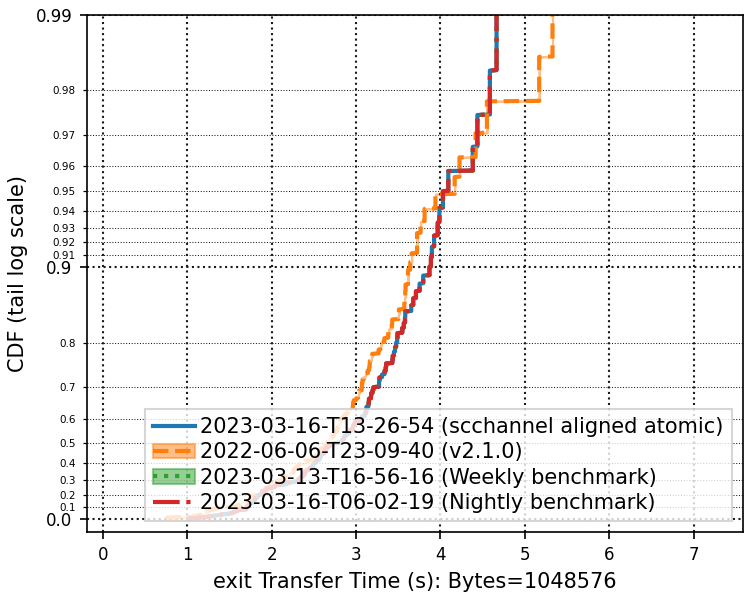 CDF (tail log scale)
0.99
0.98
0.97
0.96
0.95
0.94
0.93
0.92
0.91
0.9
0.8
0.7
0.6
0.5
0.4
0.3
0.2
0.1
0.0
2023-03-16-T13-26-54 (scchannel aligned atomic)
2022-06-06-T23-09-40 (v2.1.0)
2023-03-13-T16-56-16 (Weekly benchmark)
2023-03-16-T06-02-19 (Nightly benchmark)
0 1 2 3 4 5 6 7
exit Transfer Time (s): Bytes=1048576